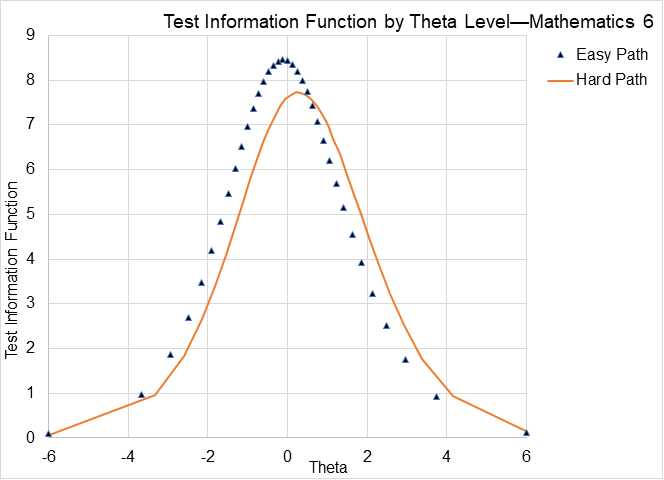 Test Information Function by Theta Level—Mathematics 6
Easy Path
Hard Path
Test Information Function
9
8
7
6
5
4
3
2
1
0
-6 -4 -2 0 2 4 6
Theta